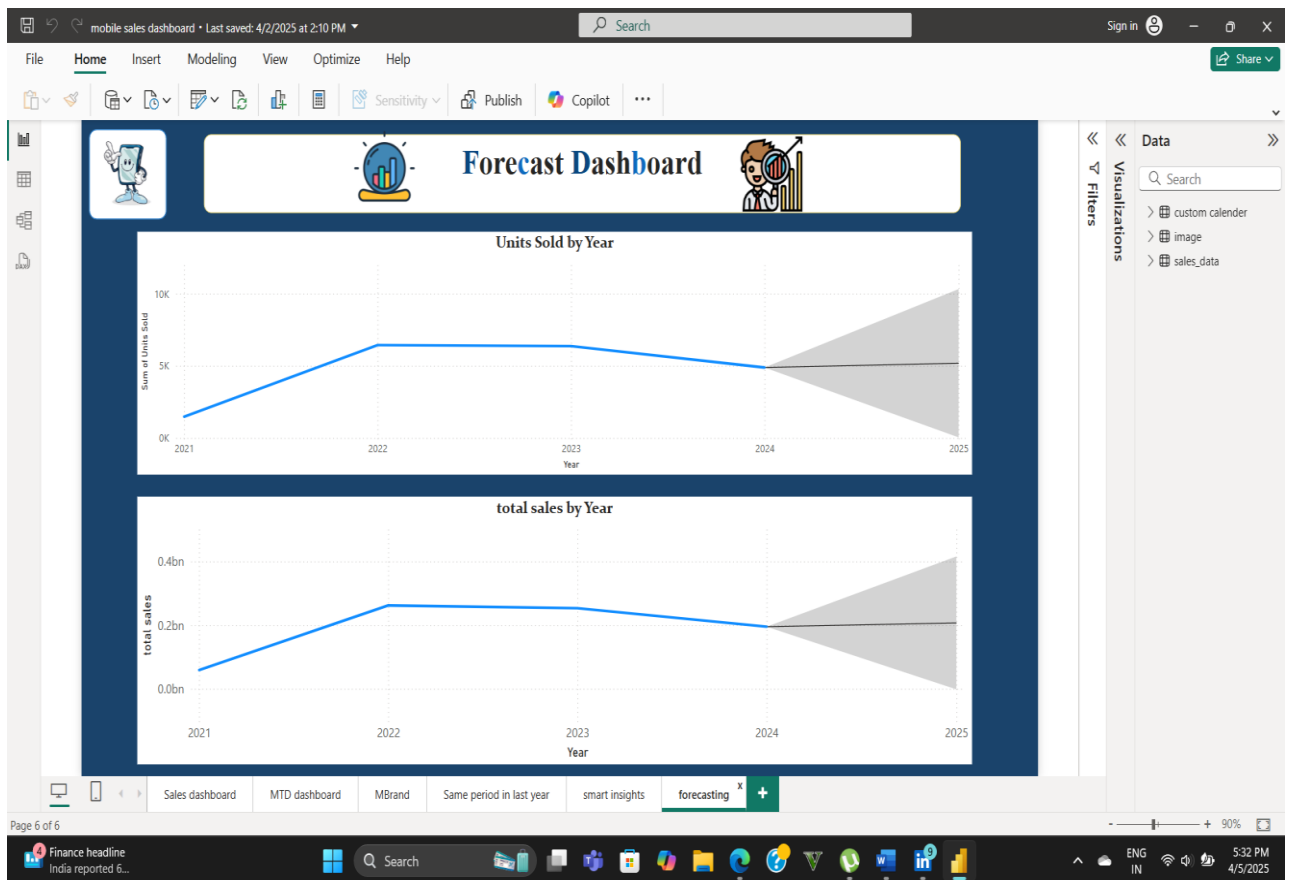 mobile sales dashboard • Last saved: 4/2/2025 at 2:10 PM
Search
Sign in
File Home Insert Modeling View Optimize Help
Share
Sensitivity
Publish
Copilot
Forecast Dashboard
Units Sold by Year
10K
5K
0K
Sum of Units Sold
2021 2022 2023 2024 2025
Year
total sales by Year
0.4bn
0.2bn
0.0bn
total sales
2021 2022 2023 2024 2025
Year
Filters
Visualizations
Data
Search
custom calender
image
sales_data
Sales dashboard MTD dashboard MBrand Same period in last year smart insights forecasting x +
Page 6 of 6
- + 90%
4
Finance headline
India reported 6...
Search
9
ENG
IN
5:32 PM
4/5/2025